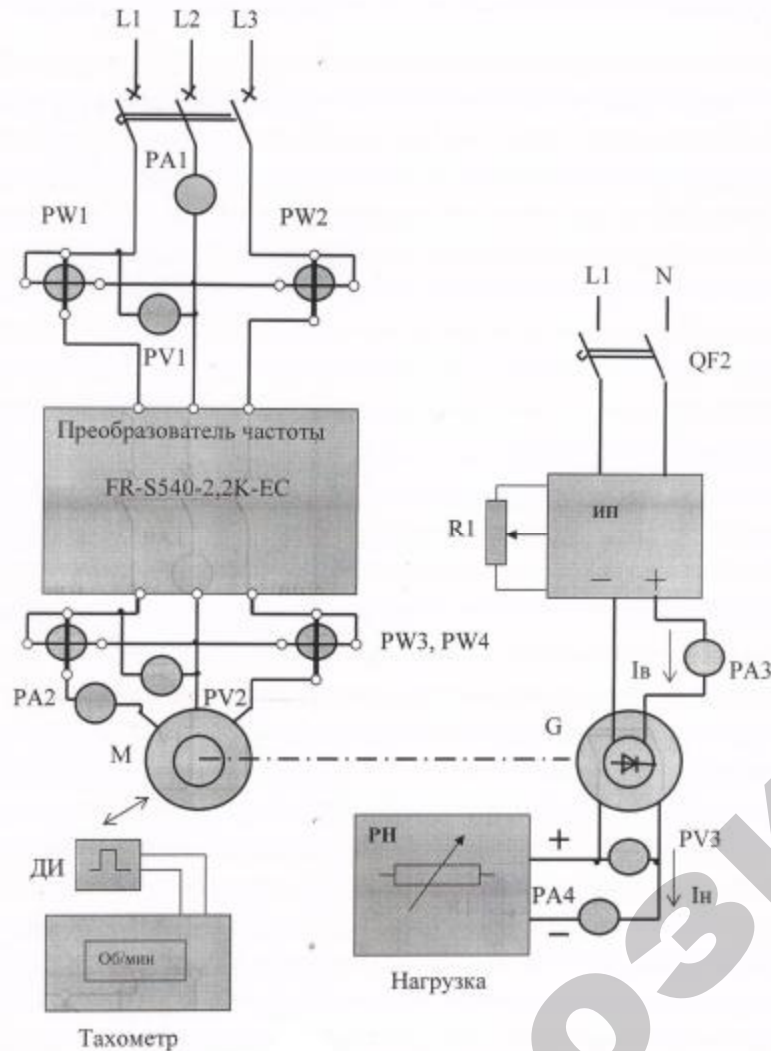 L1 L2 L3
PA1
PW1 PW2
L1 N
PV1
QF2
Преобразователь частоты
FR-S540-2,2K-EC
ИП
R1
− +
PW3, PW4
Iв
PA3
PA2
PV2
G
M
РН
+
PV3
ДИ
PA4
Iн
−
Об/мин
Нагрузка
Тахометр